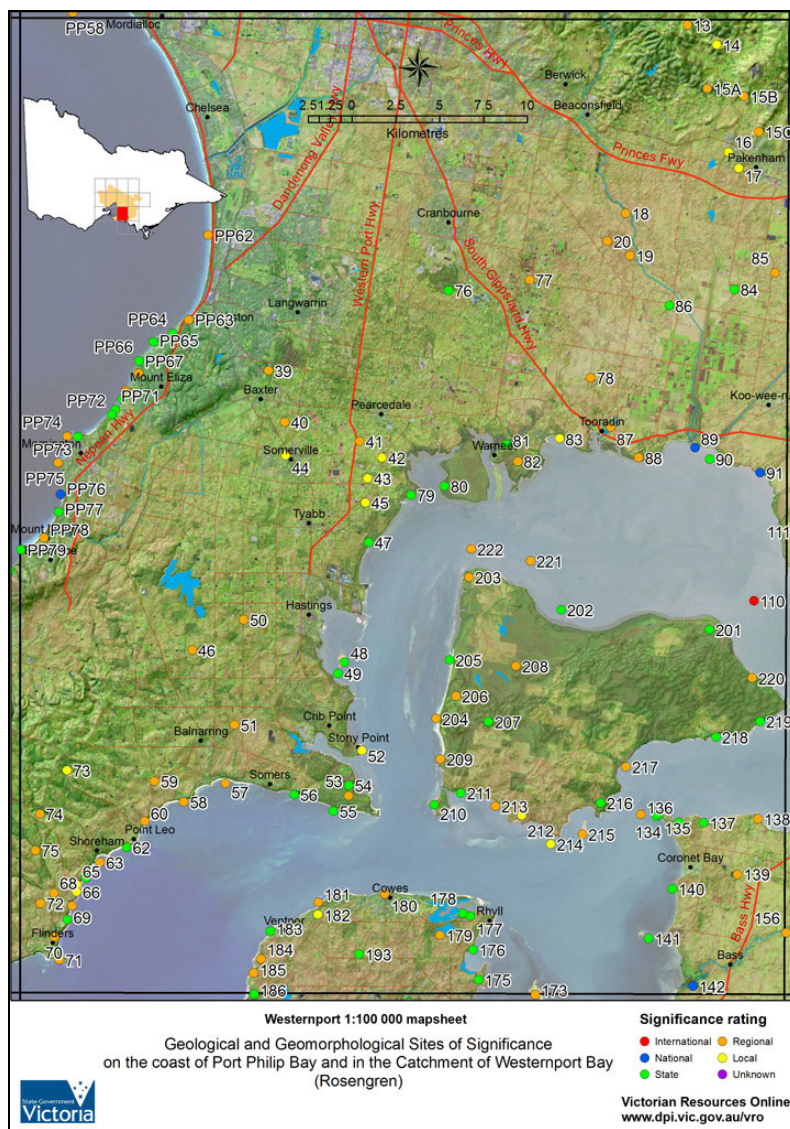 PP58
Mordialloc
Princes Hwy
13
14
Berwick
15A
15B
Chelsea
Beaconsfield
2.5 1.25 0 2.5 5 7.5 10
Kilometres
15C
16
Pakenham
17
Princes Fwy
Dandenong Valley Hwy
Western Port Hwy
Cranbourne
18
PP62
20
19
South Gippsland Hwy
85
77
76
84
86
Langwarrin
PP64
PP63
PP65
PP66
PP67
Mount Eliza
39
78
Baxter
Koo-wee-ru
PP72
PP71
Pearcedale
40
Tooradin
Nepean Hwy
PP74
41
81
83
87
89
PP73
Somerville
44
42
82
88
90
PP75
43
91
PP76
79
80
PP77
45
Tyabb
PP78
47
111
PP79
222
221
203
110
202
Hastings
50
201
46
48
205
208
49
220
206
204
207
219
51
Crib Point
Balnarring
218
Stony Point
52
209
73
217
59
Somers
53
54
57
56
211
58
55
210
213
216
136
74
60
134
135
137
138
Point Leo
212
215
214
Shoreham
62
75
63
Coronet Bay
139
65
68
66
140
72
Cowes
181
180
178
Bass Hwy
69
182
Rhyll
177
156
Ventnor
183
179
141
Flinders
176
70
184
193
71
Bass
185
175
142
186
173
Westernport 1:100 000 mapsheet
Geological and Geomorphological Sites of Significance
on the coast of Port Philip Bay and in the Catchment of Westernport Bay
(Rosengren)
Significance rating
International
Regional
National
Local
State
Unknown
State Government
Victoria
Victorian Resources Online
www.dpi.vic.gov.au/vro